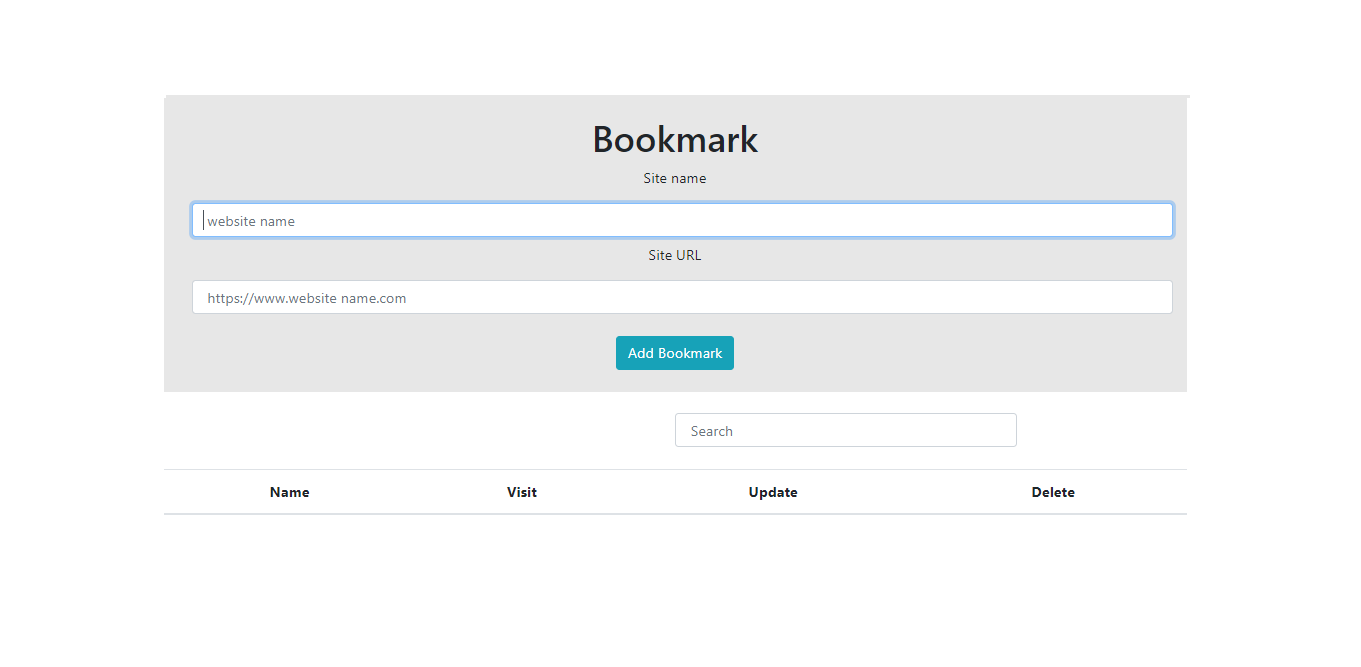 Bookmark
Site name
website name
Site URL
https://www.website name.com
Add Bookmark
Search
Name Visit Update Delete